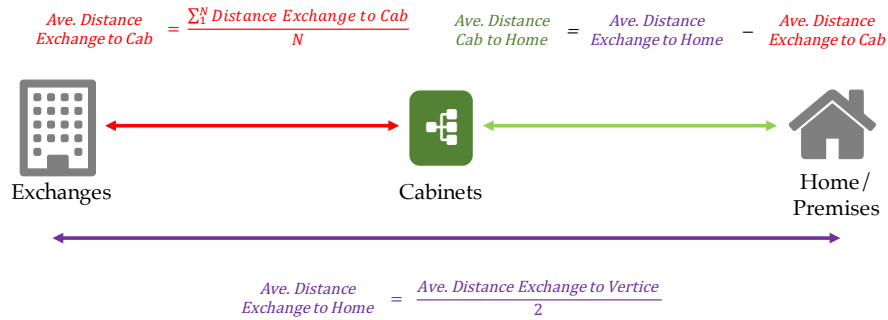 Ave. Distance Exchange to Cab = ∑₁ᴺ Distance Exchange to Cab / N
Ave. Distance Cab to Home = Ave. Distance Exchange to Home − Ave. Distance Exchange to Cab
Exchanges
Cabinets
Home/
Premises
Ave. Distance Exchange to Home = Ave. Distance Exchange to Vertice / 2